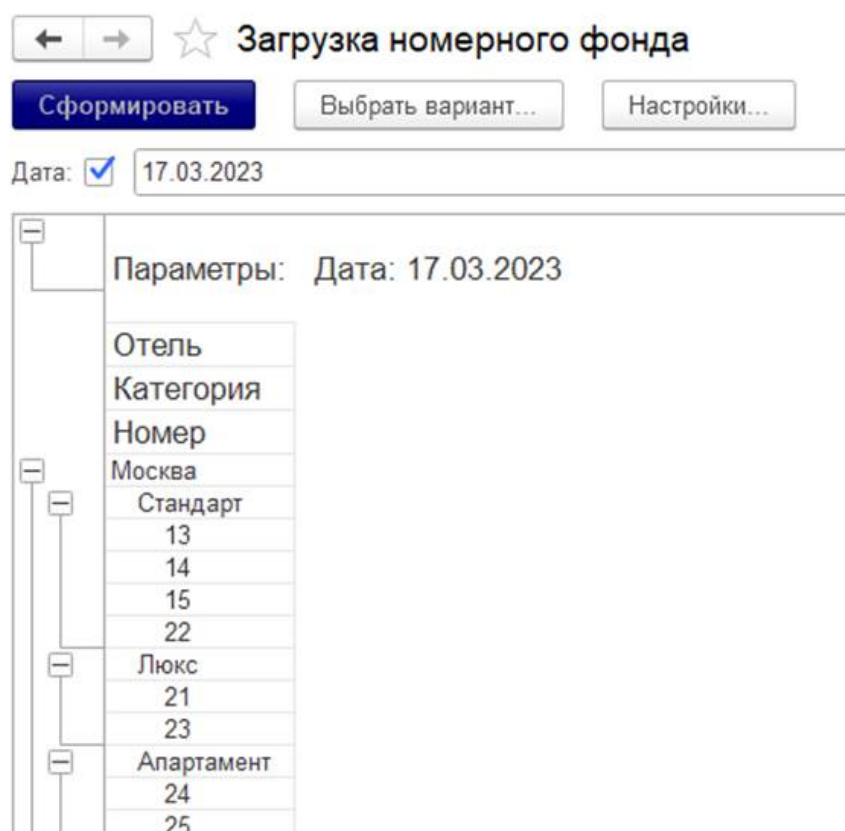 Загрузка номерного фонда
Сформировать Выбрать вариант... Настройки...
Дата: 17.03.2023
Параметры: Дата: 17.03.2023
Отель
Категория
Номер
Москва
Стандарт
13
14
15
22
Люкс
21
23
Апартамент
24
25